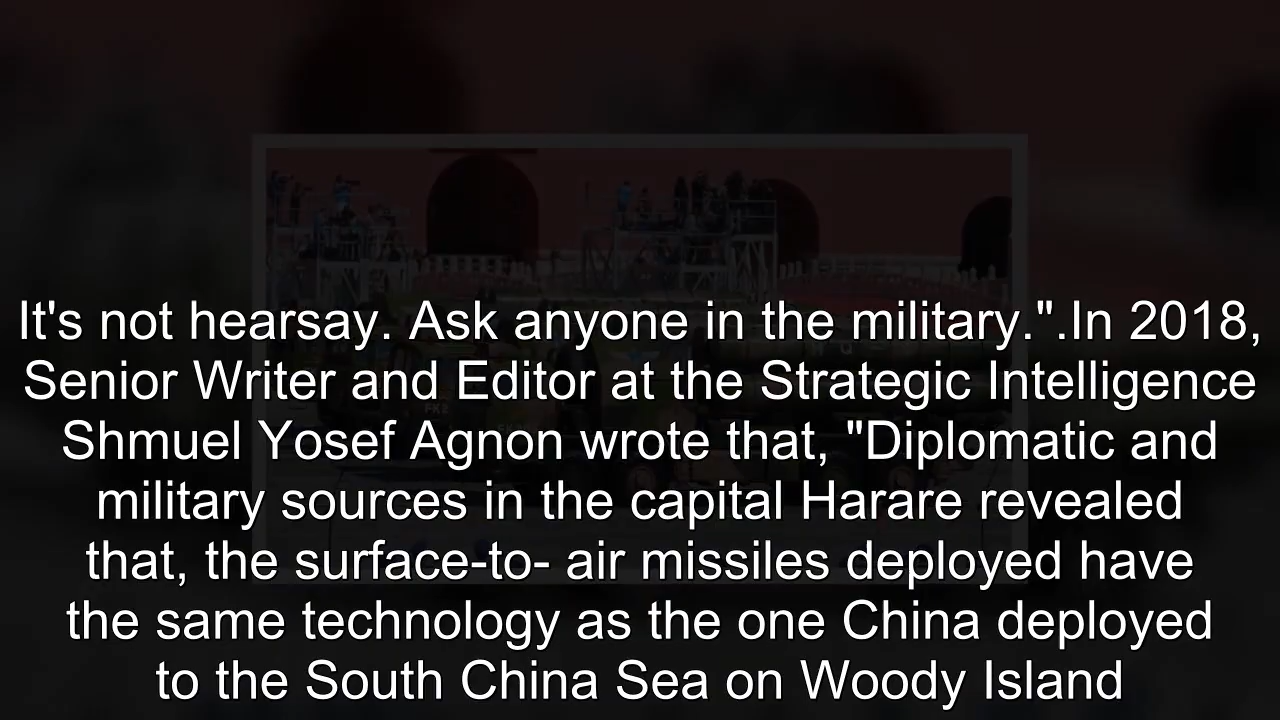 It's not hearsay. Ask anyone in the military.".In 2018,
Senior Writer and Editor at the Strategic Intelligence
Shmuel Yosef Agnon wrote that, "Diplomatic and
military sources in the capital Harare revealed
that, the surface-to- air missiles deployed have
the same technology as the one China deployed
to the South China Sea on Woody Island